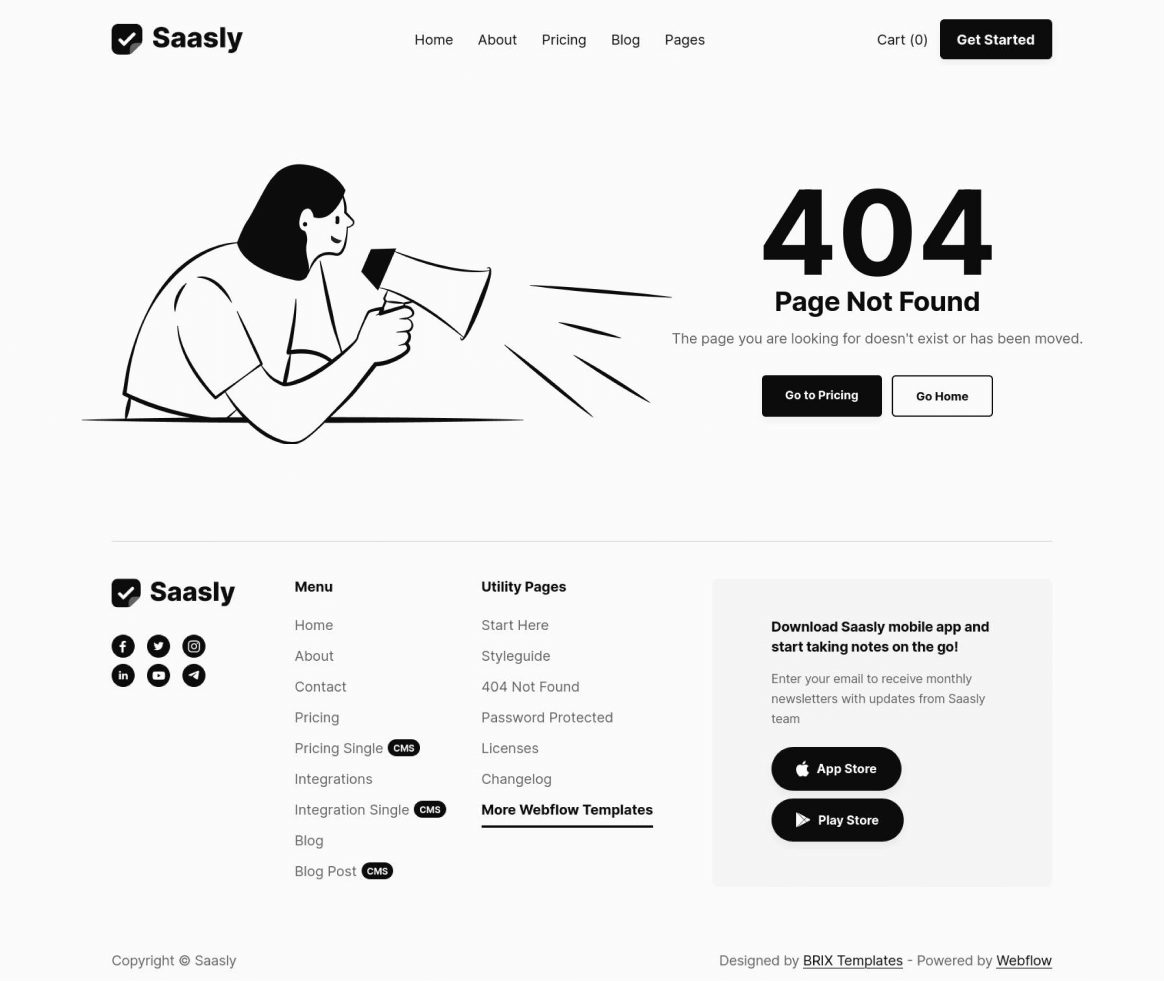 Saasly
Home
About
Pricing
Blog
Pages
Cart (0)
Get Started
404
Page Not Found
The page you are looking for doesn't exist or has been moved.
Go to Pricing
Go Home
Saasly
Menu
Home
About
Contact
Pricing
Pricing Single CMS
Integrations
Integration Single CMS
Blog
Blog Post CMS
Utility Pages
Start Here
Styleguide
404 Not Found
Password Protected
Licenses
Changelog
More Webflow Templates
Download Saasly mobile app and
start taking notes on the go!
Enter your email to receive monthly
newsletters with updates from Saasly
team
App Store
Play Store
Copyright © Saasly
Designed by BRIX Templates - Powered by Webflow